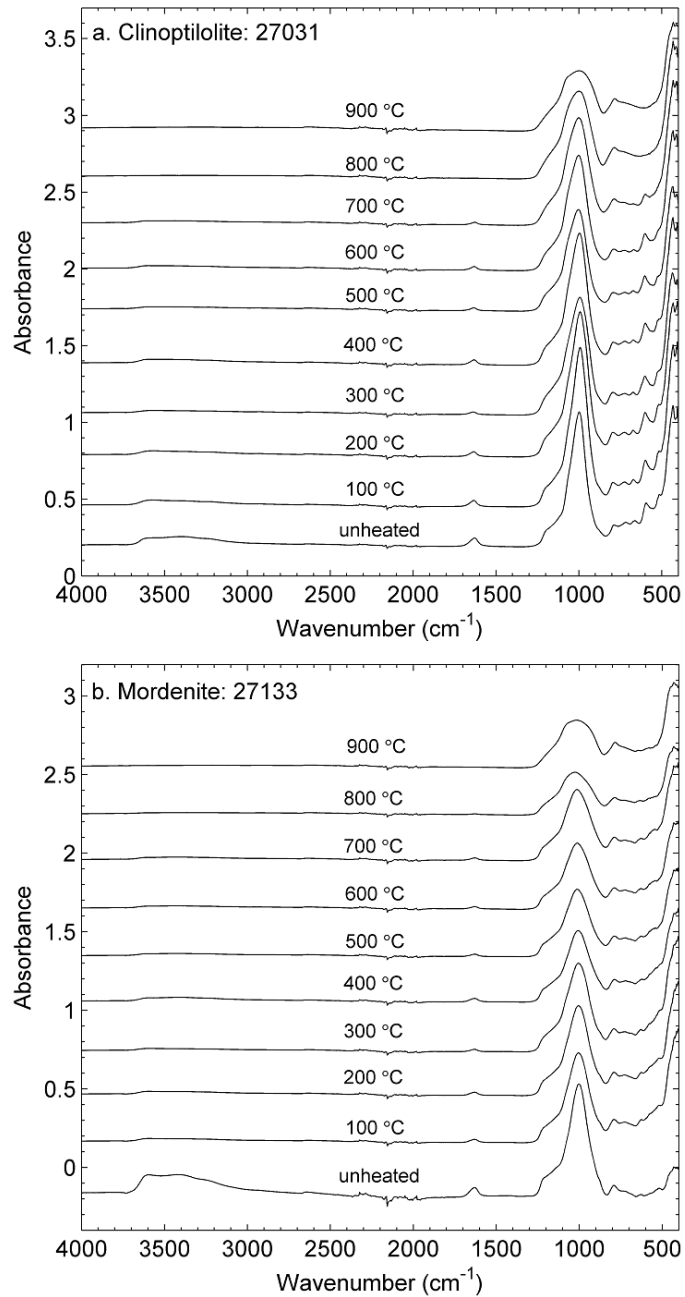 a. Clinoptilolite: 27031
3.5
900 °C
3
800 °C
2.5
700 °C
600 °C
2
500 °C
400 °C
1.5
300 °C
1
200 °C
100 °C
0.5
unheated
0
Absorbance
4000 3500 3000 2500 2000 1500 1000 500
Wavenumber (cm⁻¹)
b. Mordenite: 27133
3
900 °C
2.5
800 °C
700 °C
2
600 °C
1.5
500 °C
400 °C
1
300 °C
200 °C
0.5
100 °C
0
unheated
Absorbance
4000 3500 3000 2500 2000 1500 1000 500
Wavenumber (cm⁻¹)